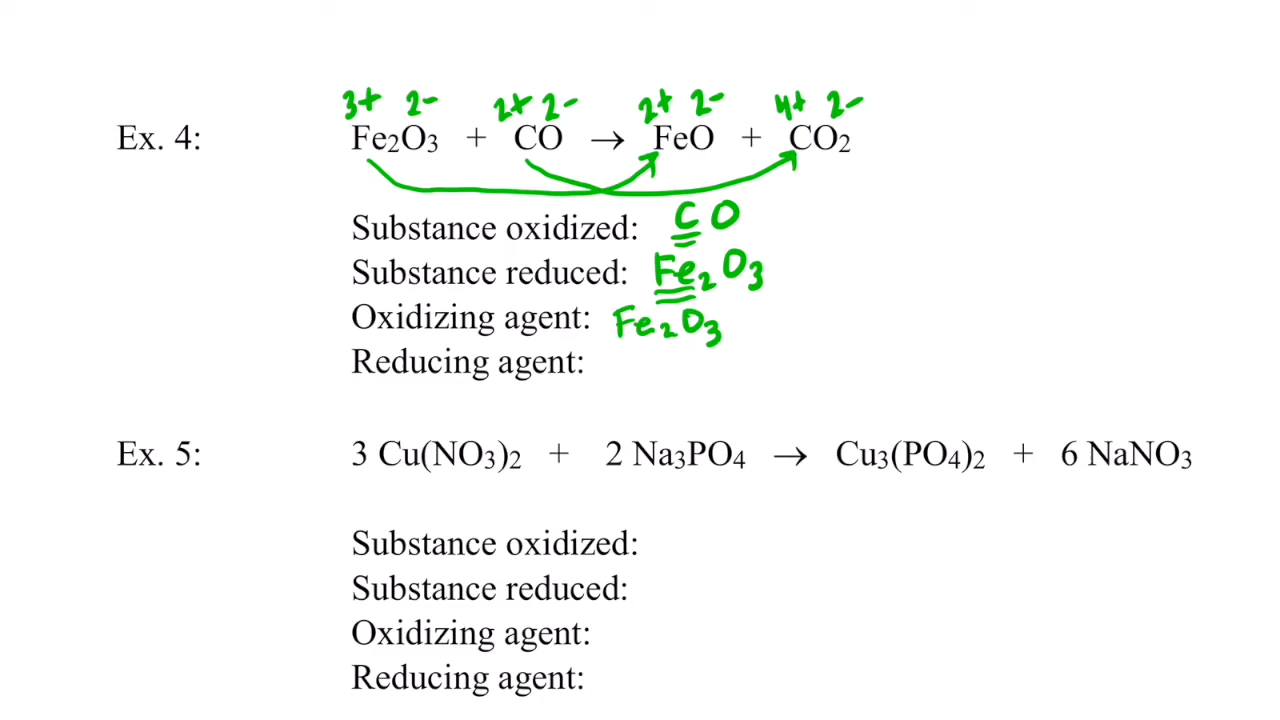 3+ 2- 2+ 2- 2+ 2- 4+ 2-
Ex. 4: Fe2O3 + CO → FeO + CO2
Substance oxidized: CO
Substance reduced: Fe2O3
Oxidizing agent: Fe2O3
Reducing agent:
Ex. 5: 3 Cu(NO3)2 + 2 Na3PO4 → Cu3(PO4)2 + 6 NaNO3
Substance oxidized:
Substance reduced:
Oxidizing agent:
Reducing agent: